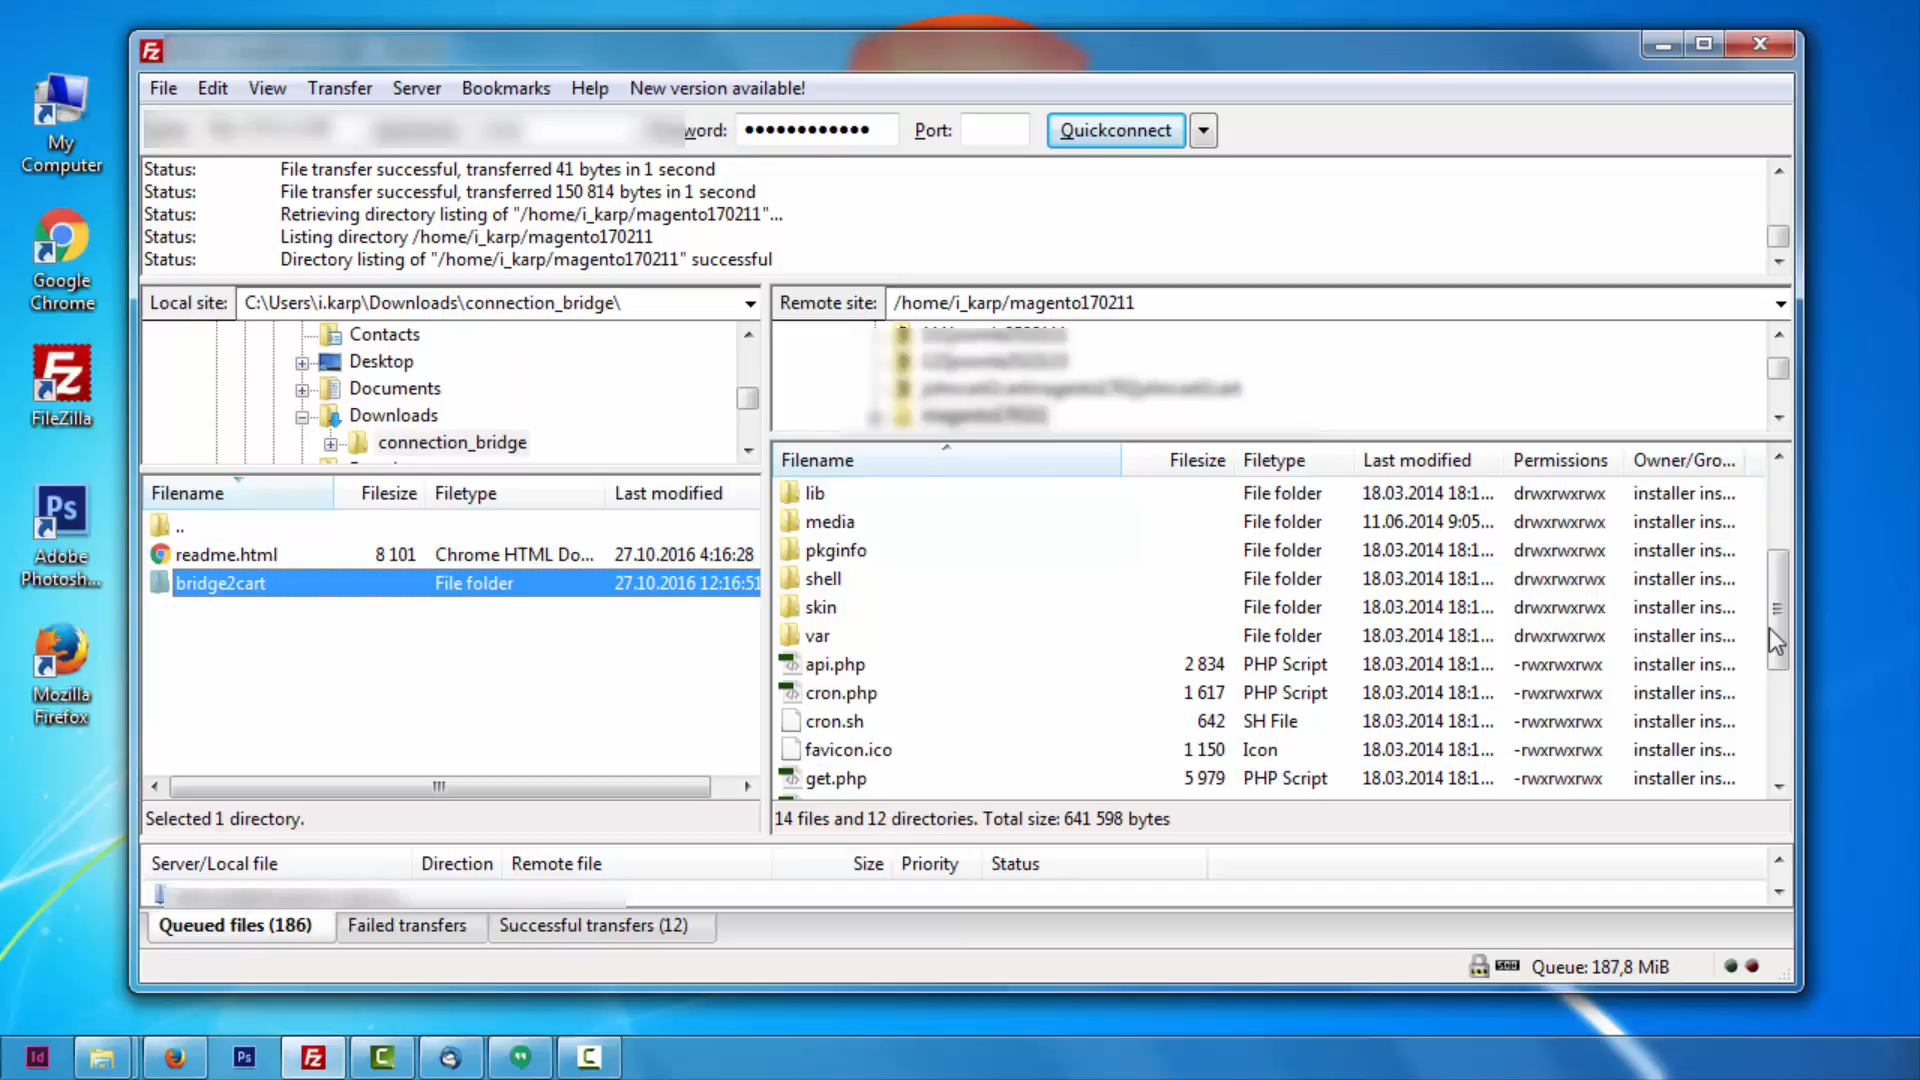 File Edit View Transfer Server Bookmarks Help New version available!
word: •••••••••••• Port: Quickconnect
Status: File transfer successful, transferred 41 bytes in 1 second
Status: File transfer successful, transferred 150 814 bytes in 1 second
Status: Retrieving directory listing of "/home/i_karp/magento170211"...
Status: Listing directory /home/i_karp/magento170211
Status: Directory listing of "/home/i_karp/magento170211" successful
Local site: C:\Users\i.karp\Downloads\connection_bridge\
Contacts
Desktop
Documents
Downloads
connection_bridge
Filename Filesize Filetype Last modified
..
readme.html 8 101 Chrome HTML Do... 27.10.2016 4:16:28
bridge2cart File folder 27.10.2016 12:16:51
Selected 1 directory.
Remote site: /home/i_karp/magento170211
Filename Filesize Filetype Last modified Permissions Owner/Gro...
lib File folder 18.03.2014 18:1... drwxrwxrwx installer ins...
media File folder 11.06.2014 9:05... drwxrwxrwx installer ins...
pkginfo File folder 18.03.2014 18:1... drwxrwxrwx installer ins...
shell File folder 18.03.2014 18:1... drwxrwxrwx installer ins...
skin File folder 18.03.2014 18:1... drwxrwxrwx installer ins...
var File folder 18.03.2014 18:1... drwxrwxrwx installer ins...
api.php 2 834 PHP Script 18.03.2014 18:1... -rwxrwxrwx installer ins...
cron.php 1 617 PHP Script 18.03.2014 18:1... -rwxrwxrwx installer ins...
cron.sh 642 SH File 18.03.2014 18:1... -rwxrwxrwx installer ins...
favicon.ico 1 150 Icon 18.03.2014 18:1... -rwxrwxrwx installer ins...
get.php 5 979 PHP Script 18.03.2014 18:1... -rwxrwxrwx installer ins...
14 files and 12 directories. Total size: 641 598 bytes
Server/Local file Direction Remote file Size Priority Status
Queued files (186) Failed transfers Successful transfers (12)
Queue: 187,8 MiB
My
Computer
Google
Chrome
Fz
FileZilla
Ps
Adobe
Photosh...
Mozilla
Firefox
Id
Ps
Fz